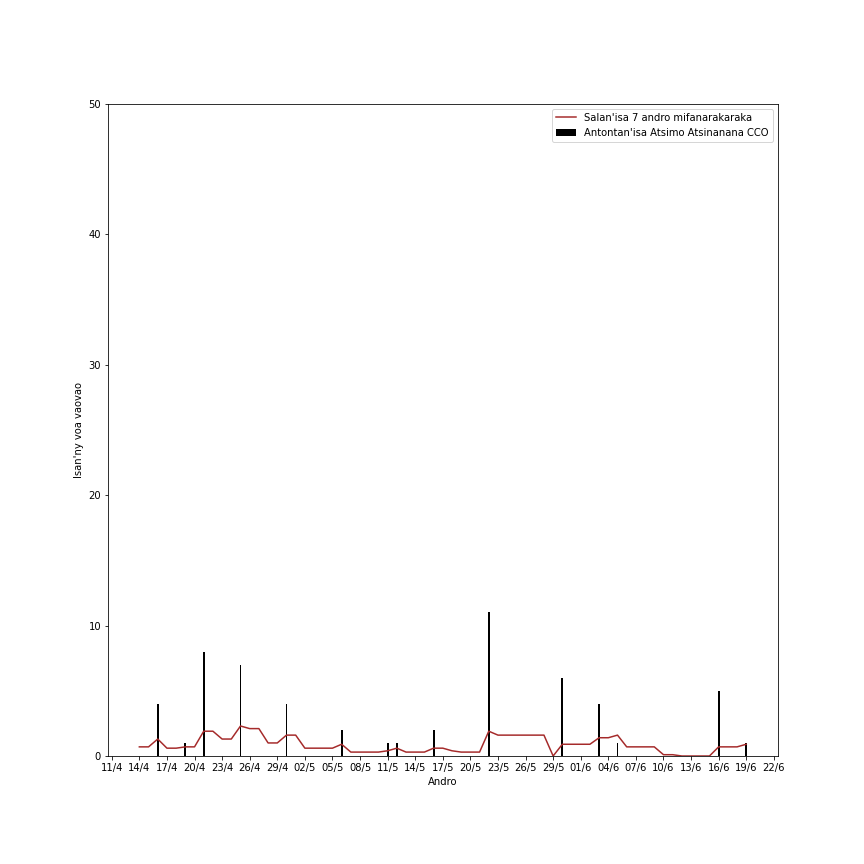 50
Salan'isa 7 andro mifanarakaraka
Antontan'isa Atsimo Atsinanana CCO
40
30
Isan'ny voa vaovao
20
10
0
11/4 14/4 17/4 20/4 23/4 26/4 29/4 02/5 05/5 08/5 11/5 14/5 17/5 20/5 23/5 26/5 29/5 01/6 04/6 07/6 10/6 13/6 16/6 19/6 22/6
Andro